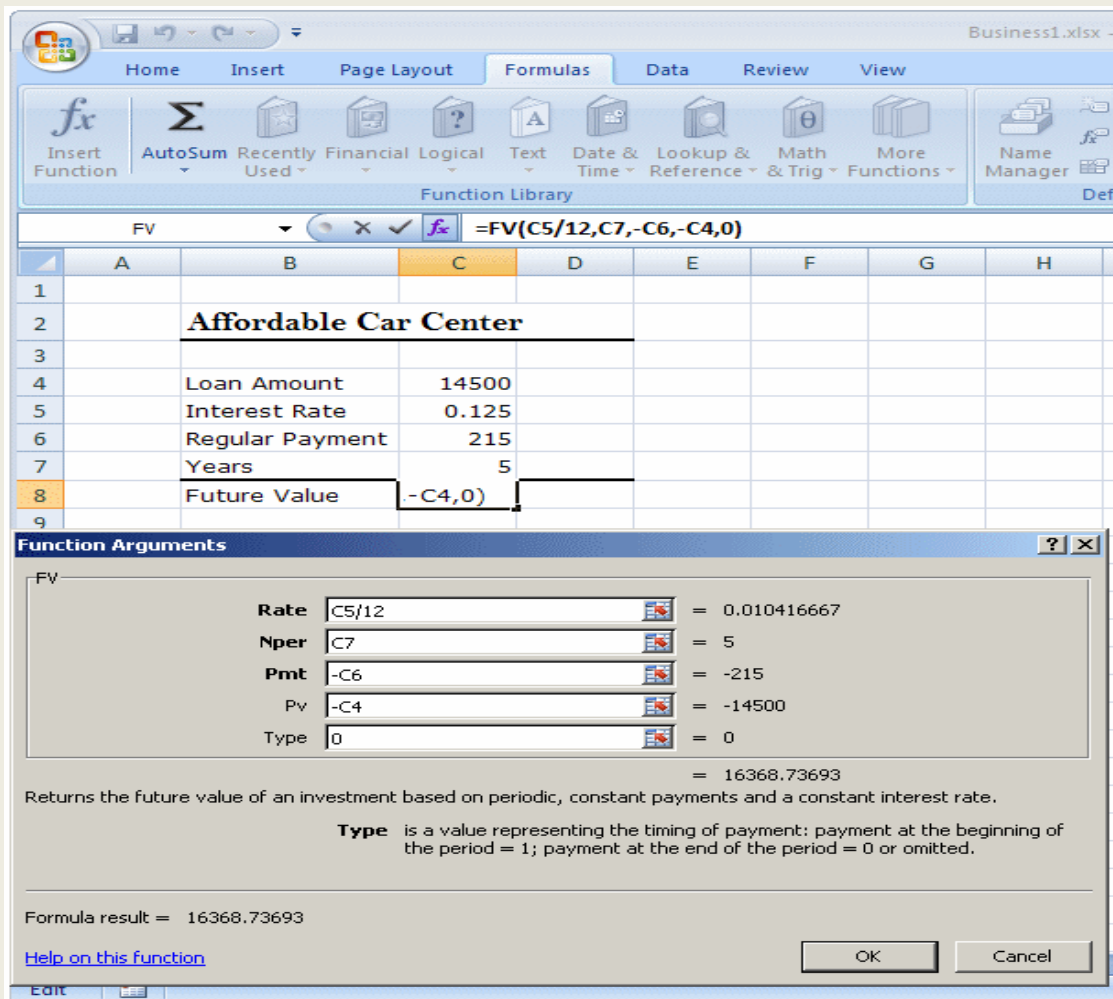 Business1.xlsx -
Home Insert Page Layout Formulas Data Review View
fx Σ ? A θ
Insert Function AutoSum Recently Used Financial Logical Text Date & Time Lookup & Reference Math & Trig More Functions Name Manager
Function Library Def
FV fx =FV(C5/12,C7,-C6,-C4,0)
A B C D E F G H
1
2 Affordable Car Center
3
4 Loan Amount 14500
5 Interest Rate 0.125
6 Regular Payment 215
7 Years 5
8 Future Value -C4,0)
9
Function Arguments ?
FV
Rate C5/12 = 0.010416667
Nper C7 = 5
Pmt -C6 = -215
Pv -C4 = -14500
Type 0 = 0
= 16368.73693
Returns the future value of an investment based on periodic, constant payments and a constant interest rate.
Type is a value representing the timing of payment: payment at the beginning of
the period = 1; payment at the end of the period = 0 or omitted.
Formula result = 16368.73693
Help on this function OK Cancel
Edit